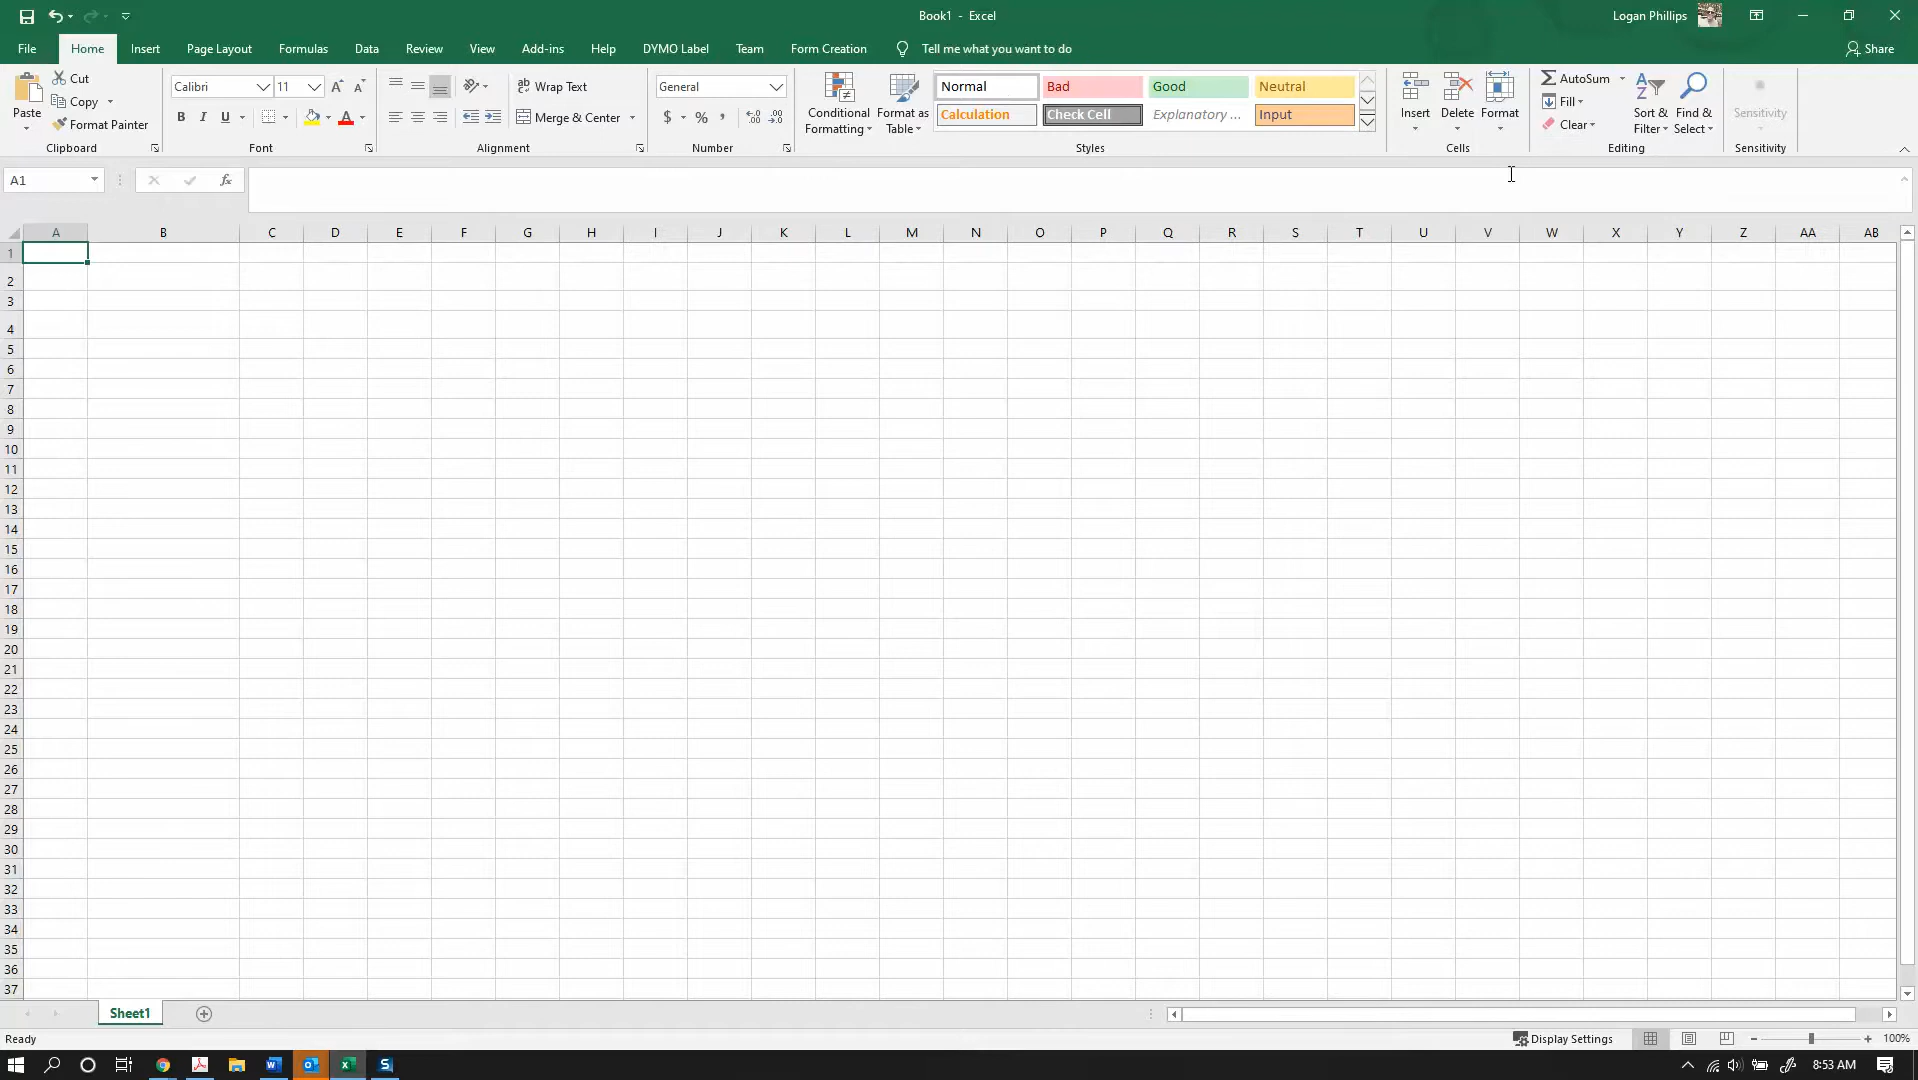 Book1 - Excel
Logan Phillips
File Home Insert Page Layout Formulas Data Review View Add-ins Help DYMO Label Team Form Creation Tell me what you want to do Share
Paste
Cut
Copy
Format Painter
Clipboard
Calibri 11
B I U A
Font
Wrap Text
Merge & Center
Alignment
General
$ % ,
Number
Conditional Formatting
Format as Table
Normal Bad Good Neutral
Calculation Check Cell Explanatory ... Input
Styles
Insert Delete Format
Cells
AutoSum
Fill
Clear
Sort & Filter
Find & Select
Editing
Sensitivity
Sensitivity
A1 fx
A B C D E F G H I J K L M N O P Q R S T U V W X Y Z AA AB
1
2
3
4
5
6
7
8
9
10
11
12
13
14
15
16
17
18
19
20
21
22
23
24
25
26
27
28
29
30
31
32
33
34
35
36
37
Sheet1
Ready Display Settings 100%
8:53 AM